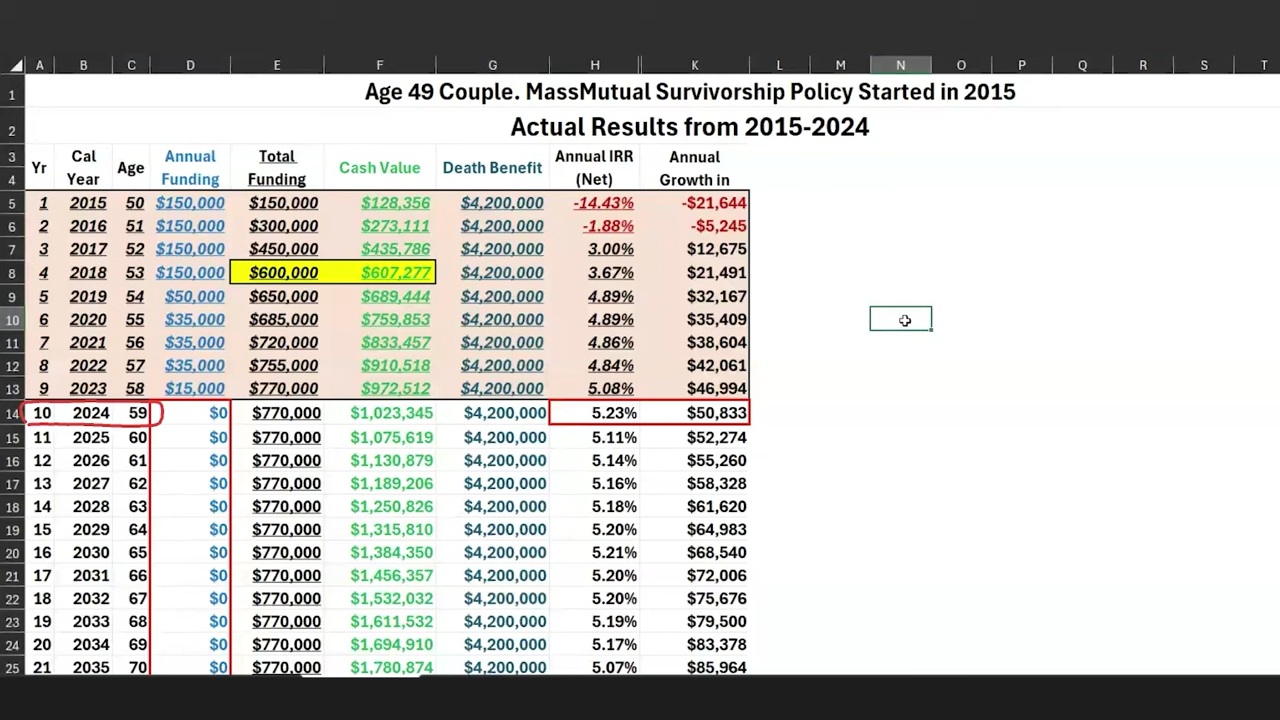 A B C D E F G H K L M N O P Q R S T
1 Age 49 Couple. MassMutual Survivorship Policy Started in 2015
2 Actual Results from 2015-2024
3 Yr Cal Age Annual Total Cash Value Death Benefit Annual IRR Annual
4 Year Funding Funding (Net) Growth in
5 1 2015 50 $150,000 $150,000 $128,356 $4,200,000 -14.43% -$21,644
6 2 2016 51 $150,000 $300,000 $273,111 $4,200,000 -1.88% -$5,245
7 3 2017 52 $150,000 $450,000 $435,786 $4,200,000 3.00% $12,675
8 4 2018 53 $150,000 $600,000 $607,277 $4,200,000 3.67% $21,491
9 5 2019 54 $50,000 $650,000 $689,444 $4,200,000 4.89% $32,167
10 6 2020 55 $35,000 $685,000 $759,853 $4,200,000 4.89% $35,409
11 7 2021 56 $35,000 $720,000 $833,457 $4,200,000 4.86% $38,604
12 8 2022 57 $35,000 $755,000 $910,518 $4,200,000 4.84% $42,061
13 9 2023 58 $15,000 $770,000 $972,512 $4,200,000 5.08% $46,994
14 10 2024 59 $0 $770,000 $1,023,345 $4,200,000 5.23% $50,833
15 11 2025 60 $0 $770,000 $1,075,619 $4,200,000 5.11% $52,274
16 12 2026 61 $0 $770,000 $1,130,879 $4,200,000 5.14% $55,260
17 13 2027 62 $0 $770,000 $1,189,206 $4,200,000 5.16% $58,328
18 14 2028 63 $0 $770,000 $1,250,826 $4,200,000 5.18% $61,620
19 15 2029 64 $0 $770,000 $1,315,810 $4,200,000 5.20% $64,983
20 16 2030 65 $0 $770,000 $1,384,350 $4,200,000 5.21% $68,540
21 17 2031 66 $0 $770,000 $1,456,357 $4,200,000 5.20% $72,006
22 18 2032 67 $0 $770,000 $1,532,032 $4,200,000 5.20% $75,676
23 19 2033 68 $0 $770,000 $1,611,532 $4,200,000 5.19% $79,500
24 20 2034 69 $0 $770,000 $1,694,910 $4,200,000 5.17% $83,378
25 21 2035 70 $0 $770,000 $1,780,874 $4,200,000 5.07% $85,964